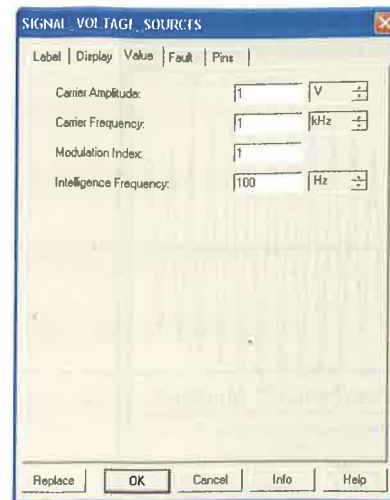 SIGNAL_VOLTAGE_SOURCES
Label Display Value Fault Pins
Carrier Amplitude: 1 V
Carrier Frequency: 1 kHz
Modulation Index: 1
Intelligence Frequency: 100 Hz
Replace OK Cancel Info Help